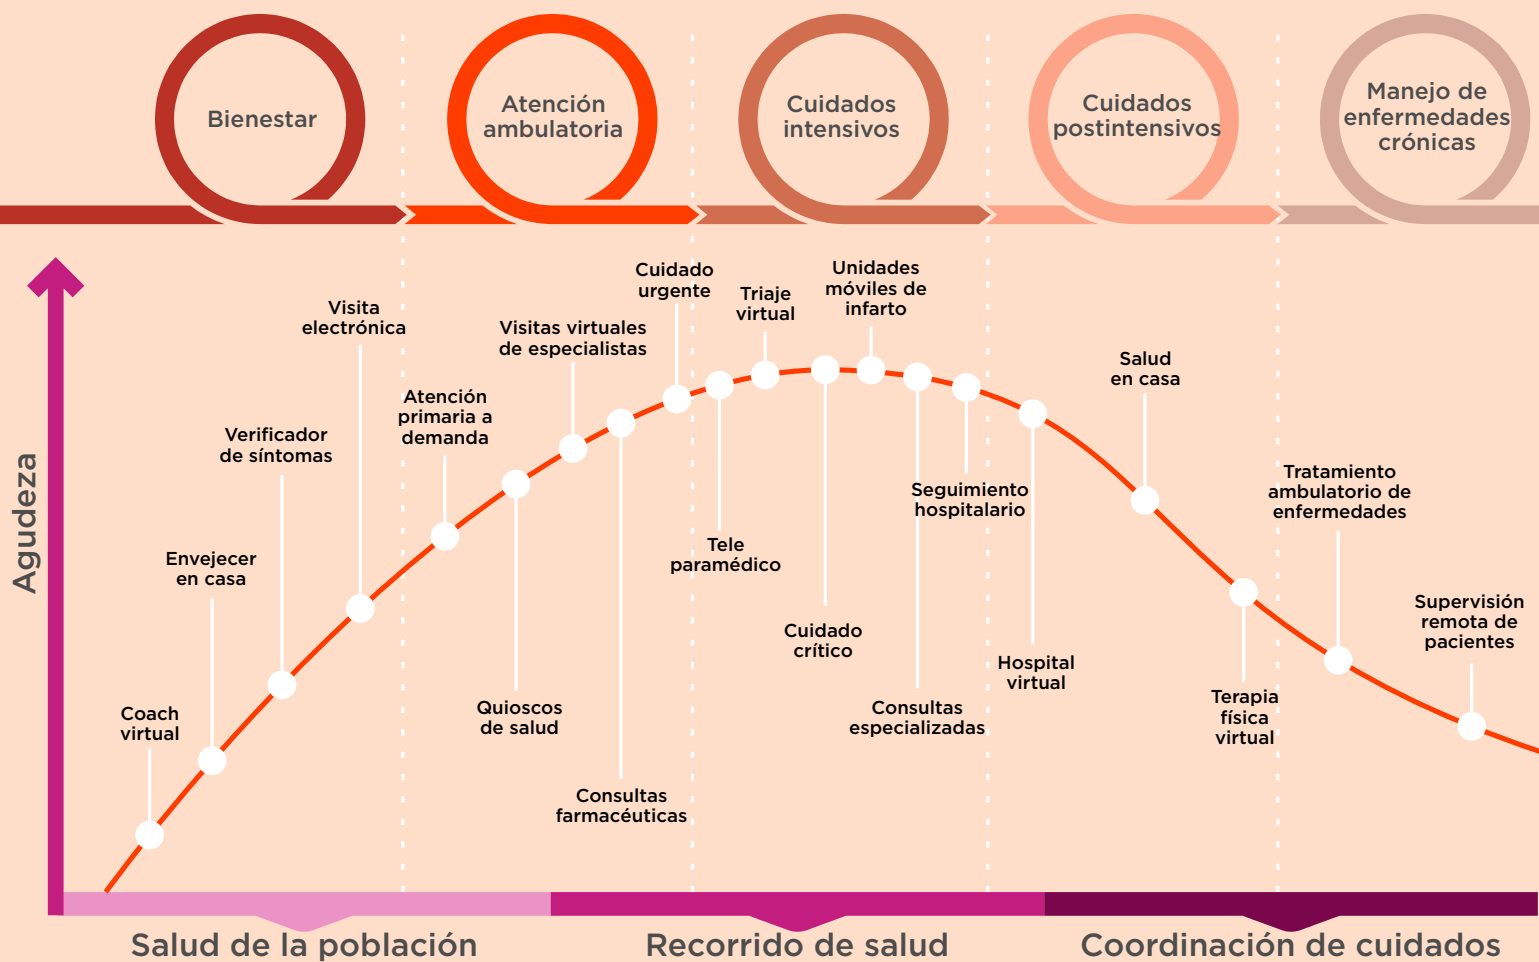 Bienestar
Atención
ambulatoria
Cuidados
intensivos
Cuidados
postintensivos
Manejo de
enfermedades
crónicas
Agudeza
Coach
virtual
Envejecer
en casa
Verificador
de síntomas
Visita
electrónica
Atención
primaria a
demanda
Quioscos
de salud
Visitas virtuales
de especialistas
Consultas
farmacéuticas
Cuidado
urgente
Tele
paramédico
Triaje
virtual
Cuidado
crítico
Unidades
móviles de
infarto
Consultas
especializadas
Seguimiento
hospitalario
Hospital
virtual
Salud
en casa
Terapia
física
virtual
Tratamiento
ambulatorio de
enfermedades
Supervisión
remota de
pacientes
Salud de la población
Recorrido de salud
Coordinación de cuidados